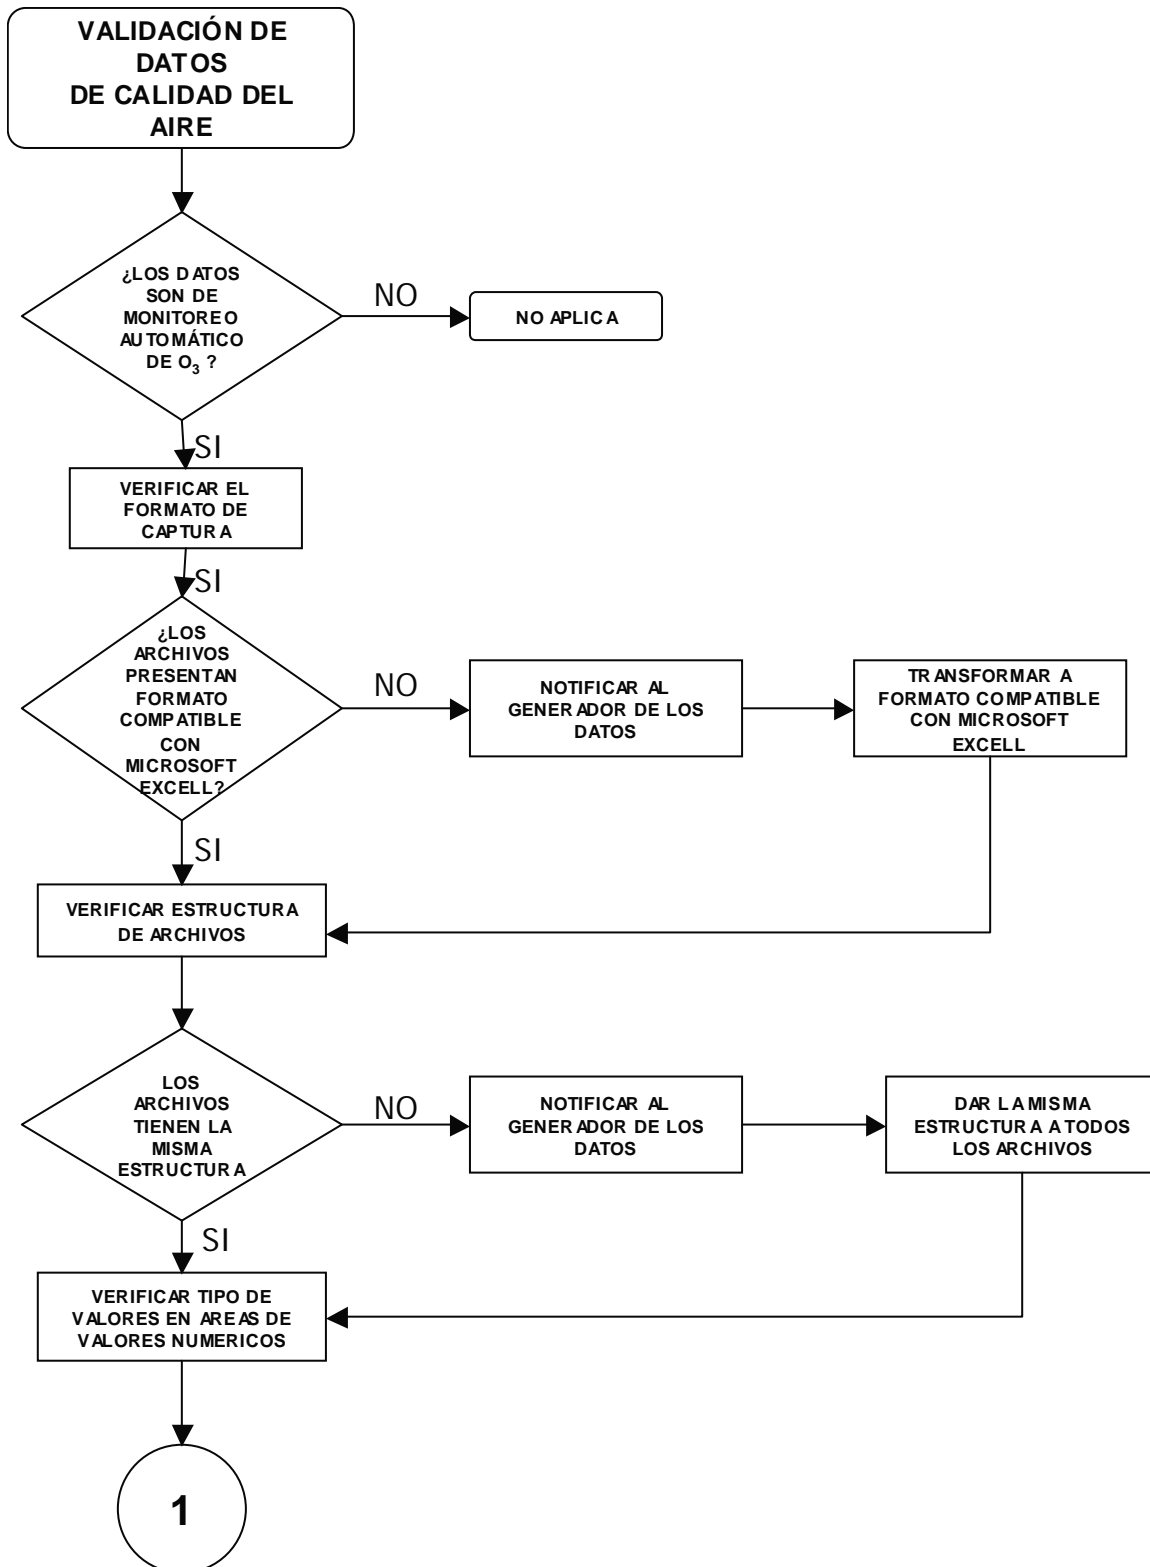 VALIDACIÓN DE
DATOS
DE CALIDAD DEL
AIRE
¿LOS DATOS
SON DE
MONITOREO
AUTOMÁTICO
DE O₃ ?
NO
NO APLICA
SI
VERIFICAR EL
FORMATO DE
CAPTURA
SI
¿LOS
ARCHIVOS
PRESENTAN
FORMATO
COMPATIBLE
CON
MICROSOFT
EXCELL?
NO
NOTIFICAR AL
GENERADOR DE LOS
DATOS
TRANSFORMAR A
FORMATO COMPATIBLE
CON MICROSOFT
EXCELL
SI
VERIFICAR ESTRUCTURA
DE ARCHIVOS
LOS
ARCHIVOS
TIENEN LA
MISMA
ESTRUCTURA
NO
NOTIFICAR AL
GENERADOR DE LOS
DATOS
DAR LA MISMA
ESTRUCTURA A TODOS
LOS ARCHIVOS
SI
VERIFICAR TIPO DE
VALORES EN AREAS DE
VALORES NUMERICOS
1